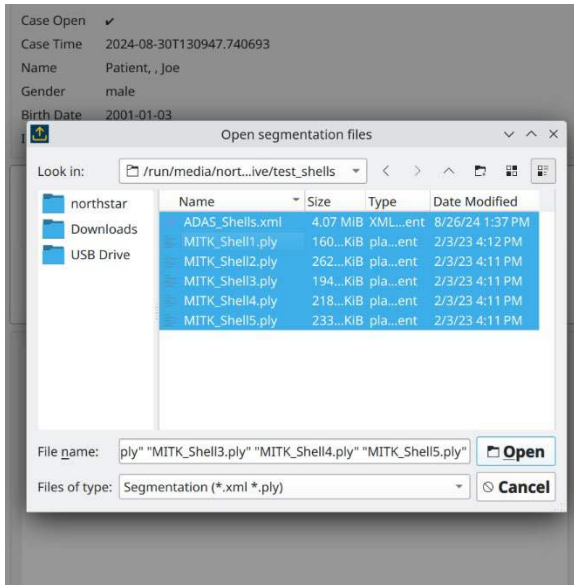 Case Open ✔
Case Time 2024-08-30T130947.740693
Name Patient, , Joe
Gender male
Birth Date 2001-01-03
Open segmentation files
Look in: /run/media/nort...ive/test_shells
northstar
Downloads
USB Drive
Name Size Type Date Modified
ADAS_Shells.xml 4.07 MiB XML...ent 8/26/24 1:37 PM
MITK_Shell1.ply 160...KiB pla...ent 2/3/23 4:12 PM
MITK_Shell2.ply 262...KiB pla...ent 2/3/23 4:11 PM
MITK_Shell3.ply 194...KiB pla...ent 2/3/23 4:11 PM
MITK_Shell4.ply 218...KiB pla...ent 2/3/23 4:11 PM
MITK_Shell5.ply 233...KiB pla...ent 2/3/23 4:11 PM
File name: ply" "MITK_Shell3.ply" "MITK_Shell4.ply" "MITK_Shell5.ply" Open
Files of type: Segmentation (*.xml *.ply) Cancel